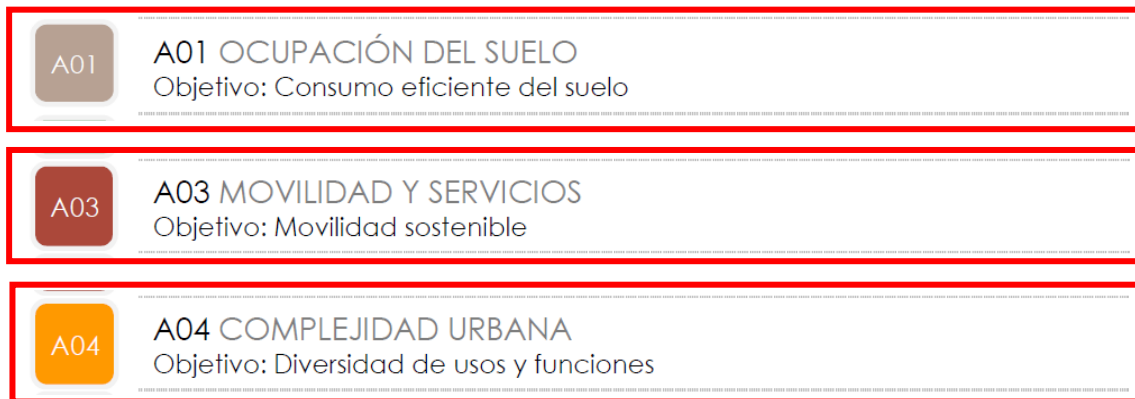 A01
A01 OCUPACIÓN DEL SUELO
Objetivo: Consumo eficiente del suelo
A03
A03 MOVILIDAD Y SERVICIOS
Objetivo: Movilidad sostenible
A04
A04 COMPLEJIDAD URBANA
Objetivo: Diversidad de usos y funciones